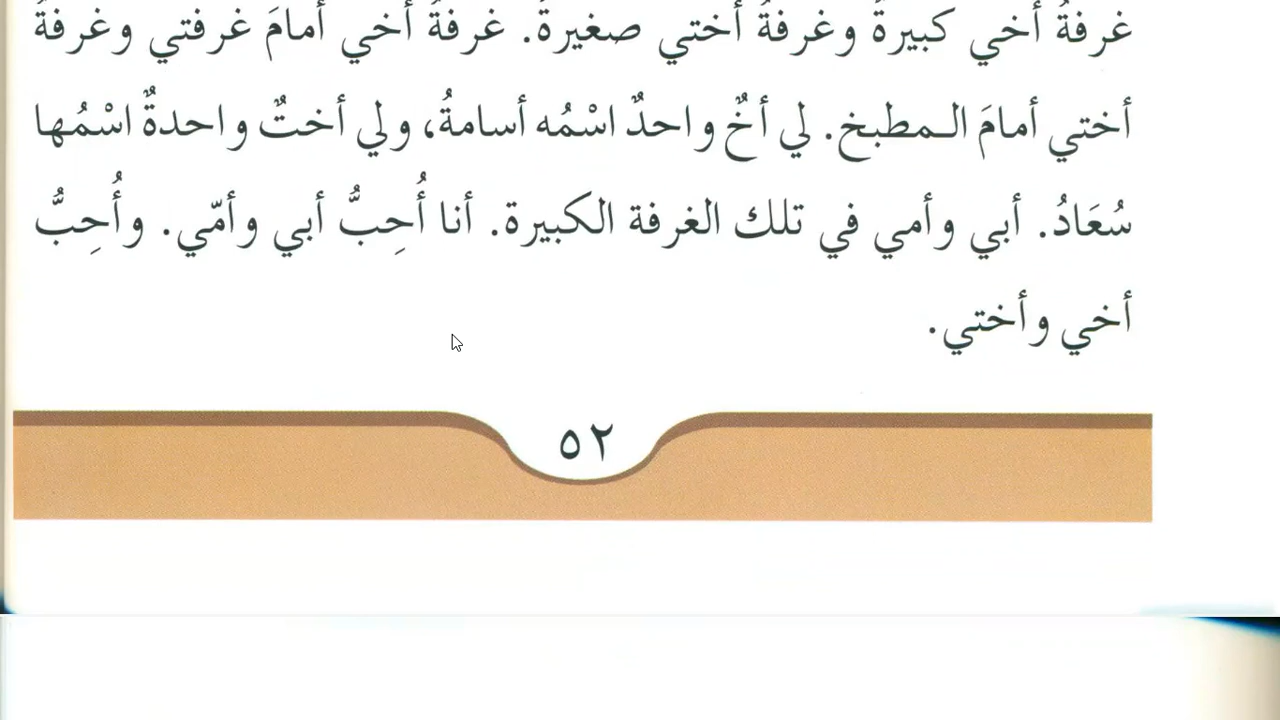 غرفةُ أخي كبيرةٌ وغرفةُ أختي صغيرةٌ. غرفةُ أخي أمامَ غرفتي وغرفةُ
أختي أمامَ الـمطبخ. لي أخٌ واحدٌ اسْمُه أسامةُ، ولي أختٌ واحدةٌ اسْمُها
سُعَادُ. أبي وأمي في تلك الغرفة الكبيرة. أنا أُحِبُّ أبي وأمّي. وأُحِبُّ
أخي وأختي.
٥٢